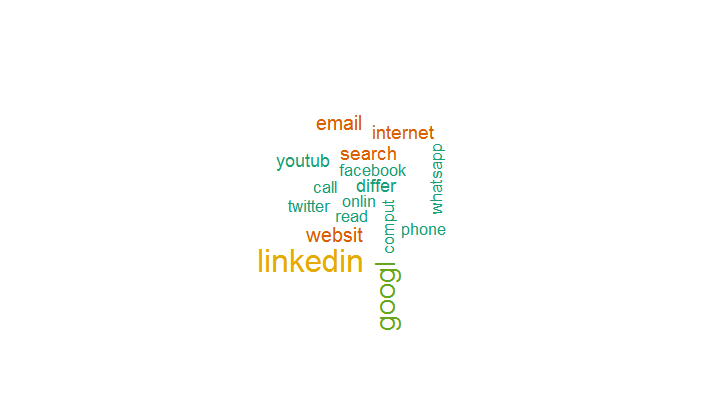 email
internet
whatsapp
youtub
search
facebook
call
differ
twitter
onlin
comput
read
websit
phone
linkedin
googl